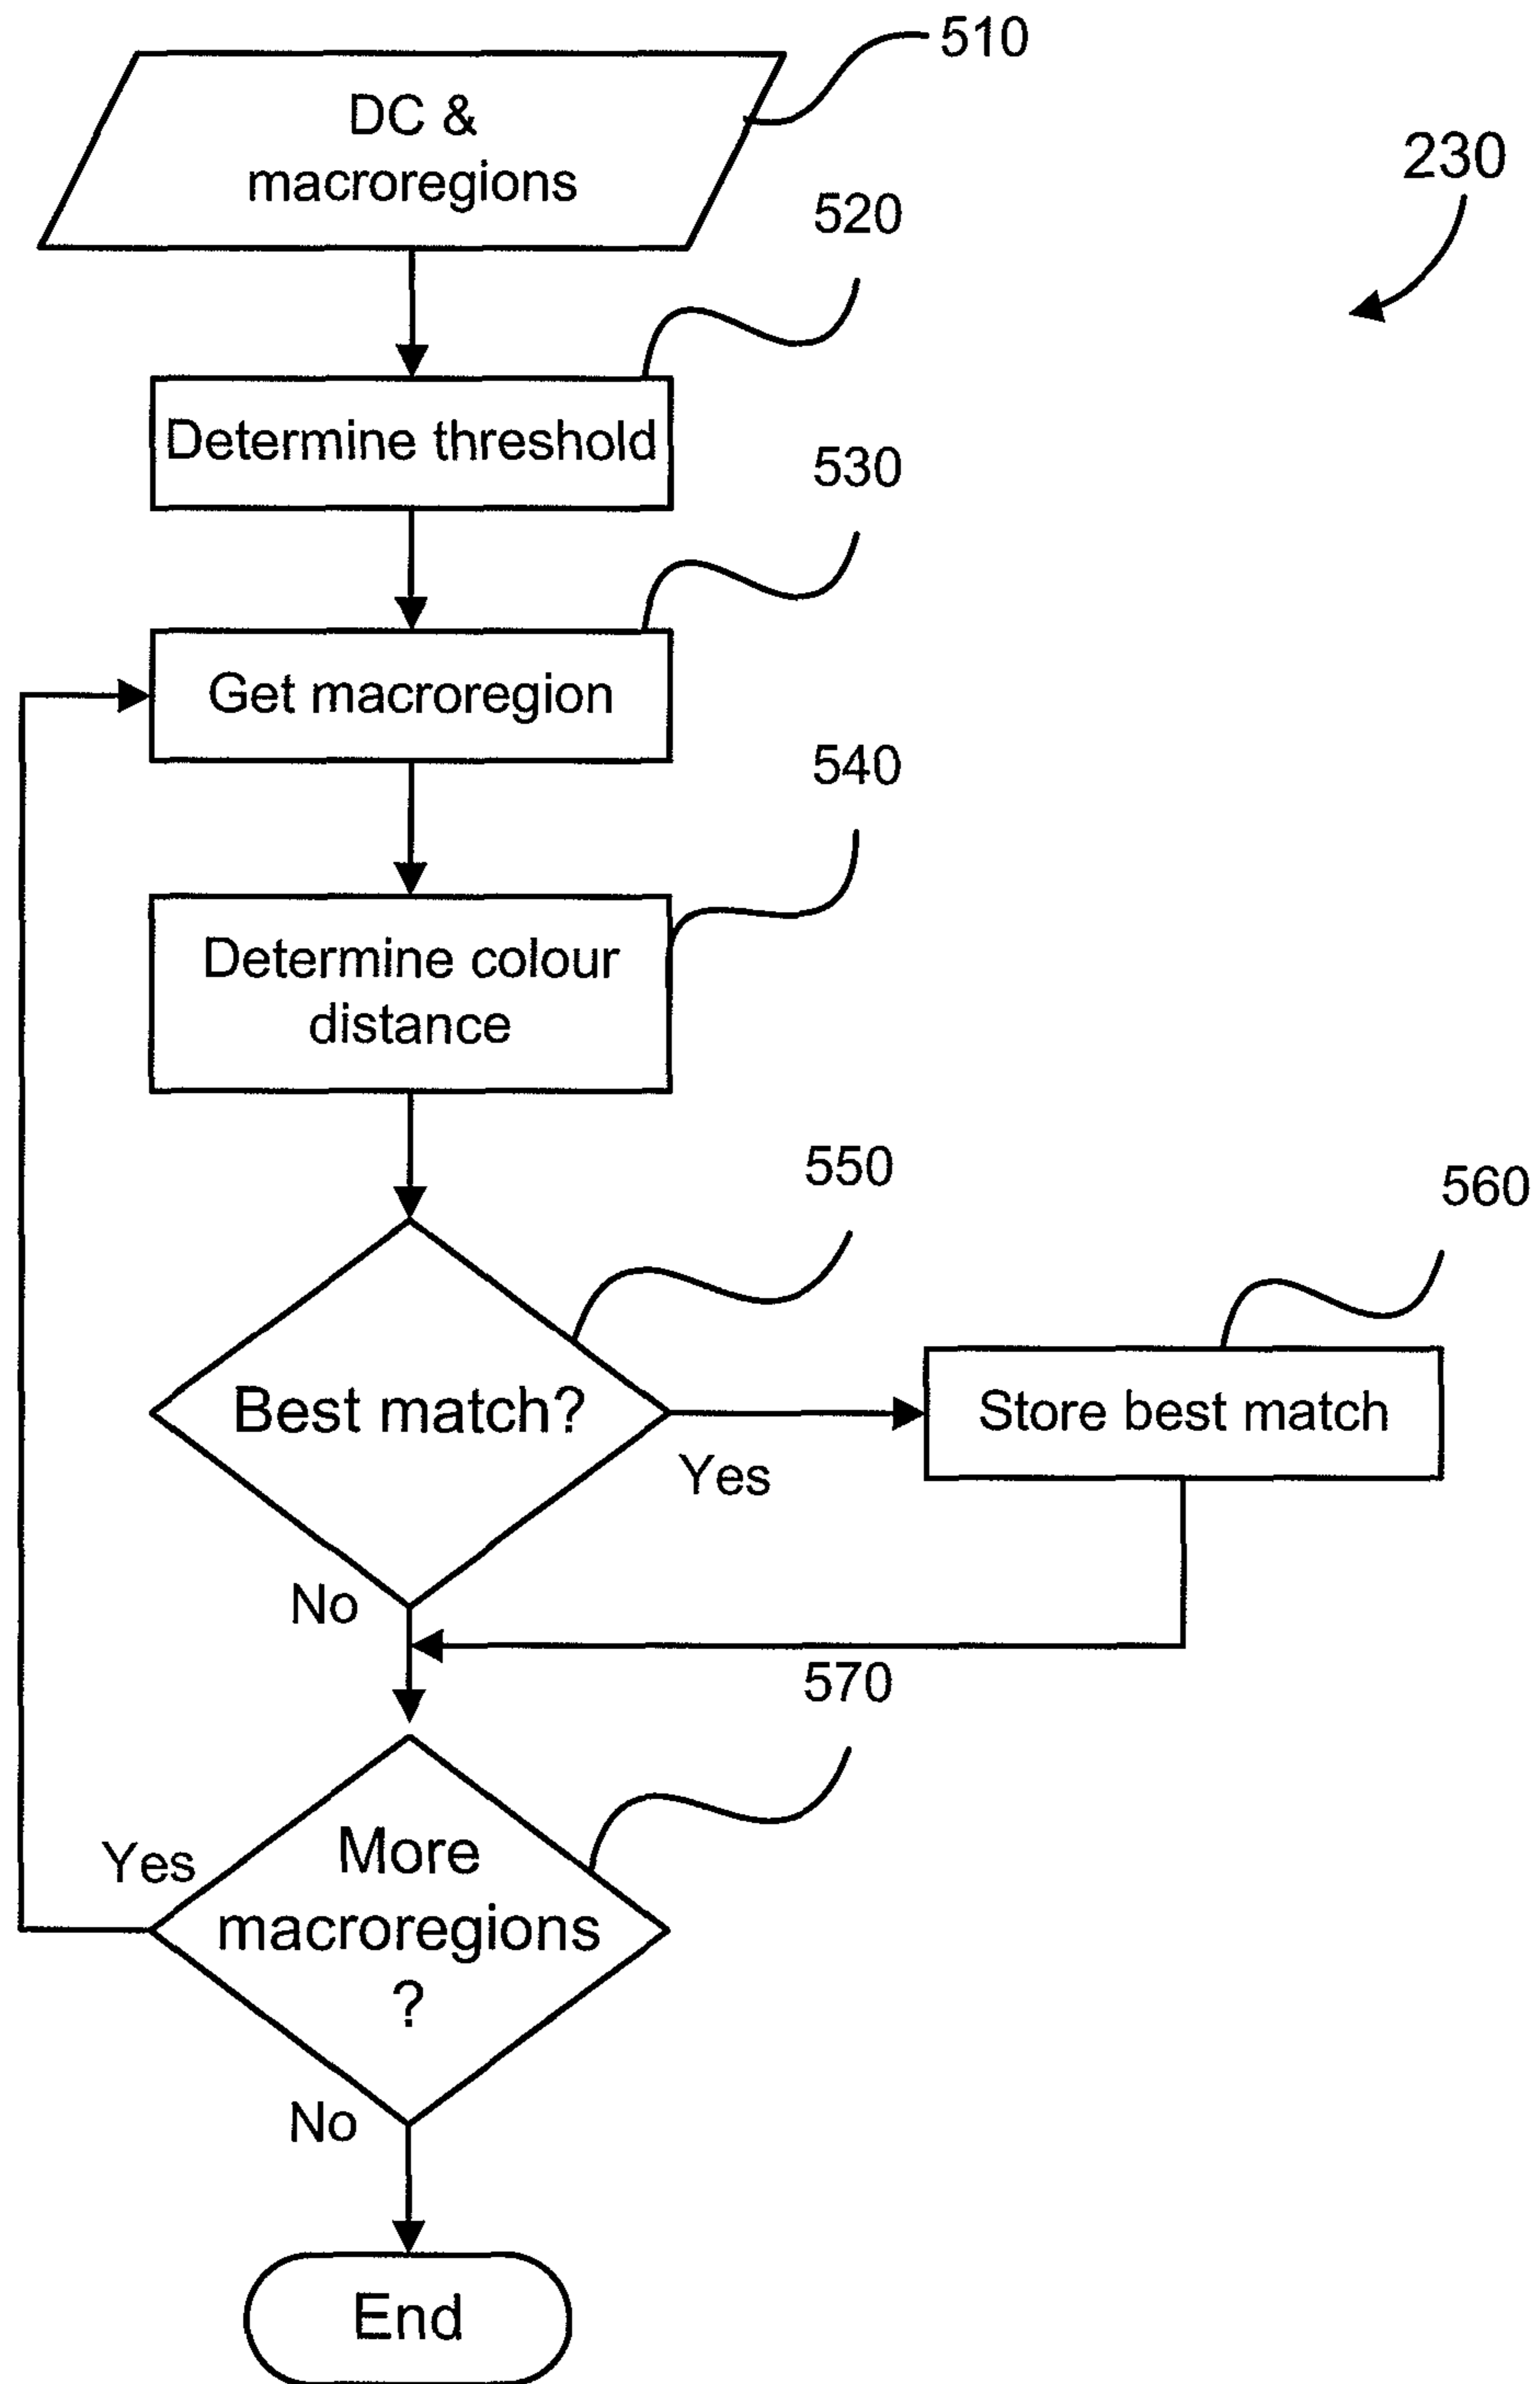 510
DC &
macroregions
230
520
Determine threshold
530
Get macroregion
540
Determine colour
distance
550
560
Best match?
Yes
Store best match
No
570
Yes
More
macroregions
?
No
End